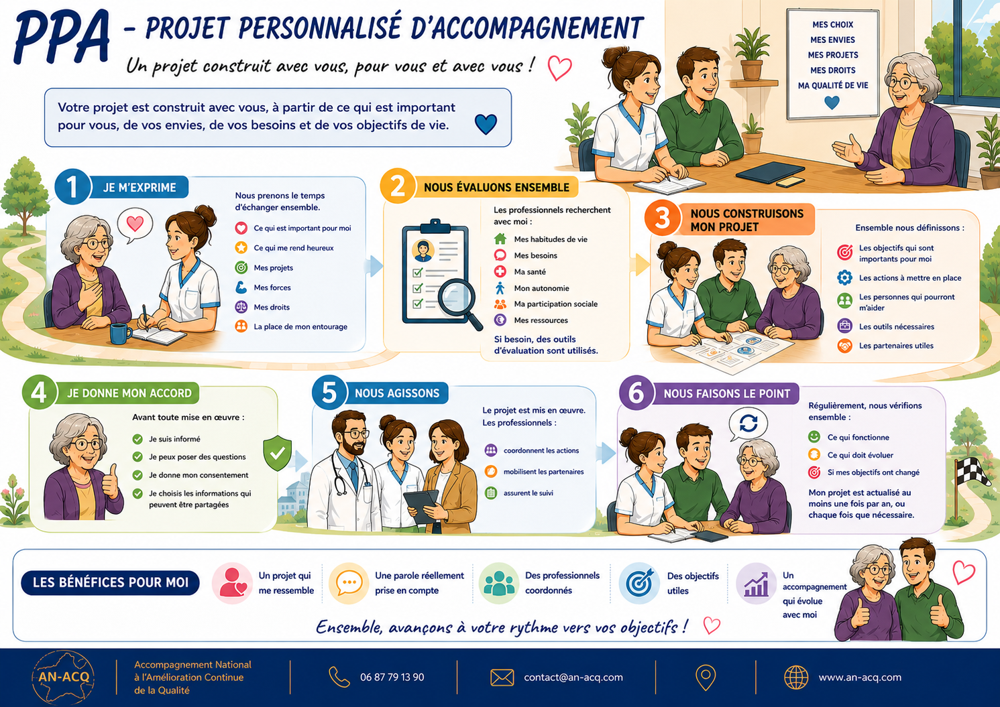 PPA - PROJET PERSONNALISÉ D'ACCOMPAGNEMENT
Un projet construit avec vous, pour vous et avec vous !
Votre projet est construit avec vous, à partir de ce qui est important
pour vous, de vos envies, de vos besoins et de vos objectifs de vie.
MES CHOIX
MES ENVIES
MES PROJETS
MES DROITS
MA QUALITÉ DE VIE
1 JE M'EXPRIME
Nous prenons le temps
d'échanger ensemble.
Ce qui est important pour moi
Ce qui me rend heureux
Mes projets
Mes forces
Mes droits
La place de mon entourage
2 NOUS ÉVALUONS ENSEMBLE
Les professionnels recherchent
avec moi :
Mes habitudes de vie
Mes besoins
Ma santé
Mon autonomie
Ma participation sociale
Mes ressources
Si besoin, des outils
d'évaluation sont utilisés.
3 NOUS CONSTRUISONS
MON PROJET
Ensemble nous définissons :
Les objectifs qui sont
importants pour moi
Les actions à mettre en place
Les personnes qui pourront
m'aider
Les outils nécessaires
Les partenaires utiles
4 JE DONNE MON ACCORD
Avant toute mise en œuvre :
Je suis informé
Je peux poser des questions
Je donne mon consentement
Je choisis les informations qui
peuvent être partagées
5 NOUS AGISSONS
Le projet est mis en œuvre.
Les professionnels :
coordonnent les actions
mobilisent les partenaires
assurent le suivi
6 NOUS FAISONS LE POINT
Régulièrement, nous vérifions
ensemble :
Ce qui fonctionne
Ce qui doit évoluer
Si mes objectifs ont changé
Mon projet est actualisé au
moins une fois par an, ou
chaque fois que nécessaire.
LES BÉNÉFICES POUR MOI
Un projet qui
me ressemble
Une parole réellement
prise en compte
Des professionnels
coordonnés
Des objectifs
utiles
Un
accompagnement
qui évolue
avec moi
Ensemble, avançons à votre rythme vers vos objectifs !
AN-ACQ
Accompagnement National
à l'Amélioration Continue
de la Qualité
06 87 79 13 90
contact@an-acq.com
www.an-acq.com